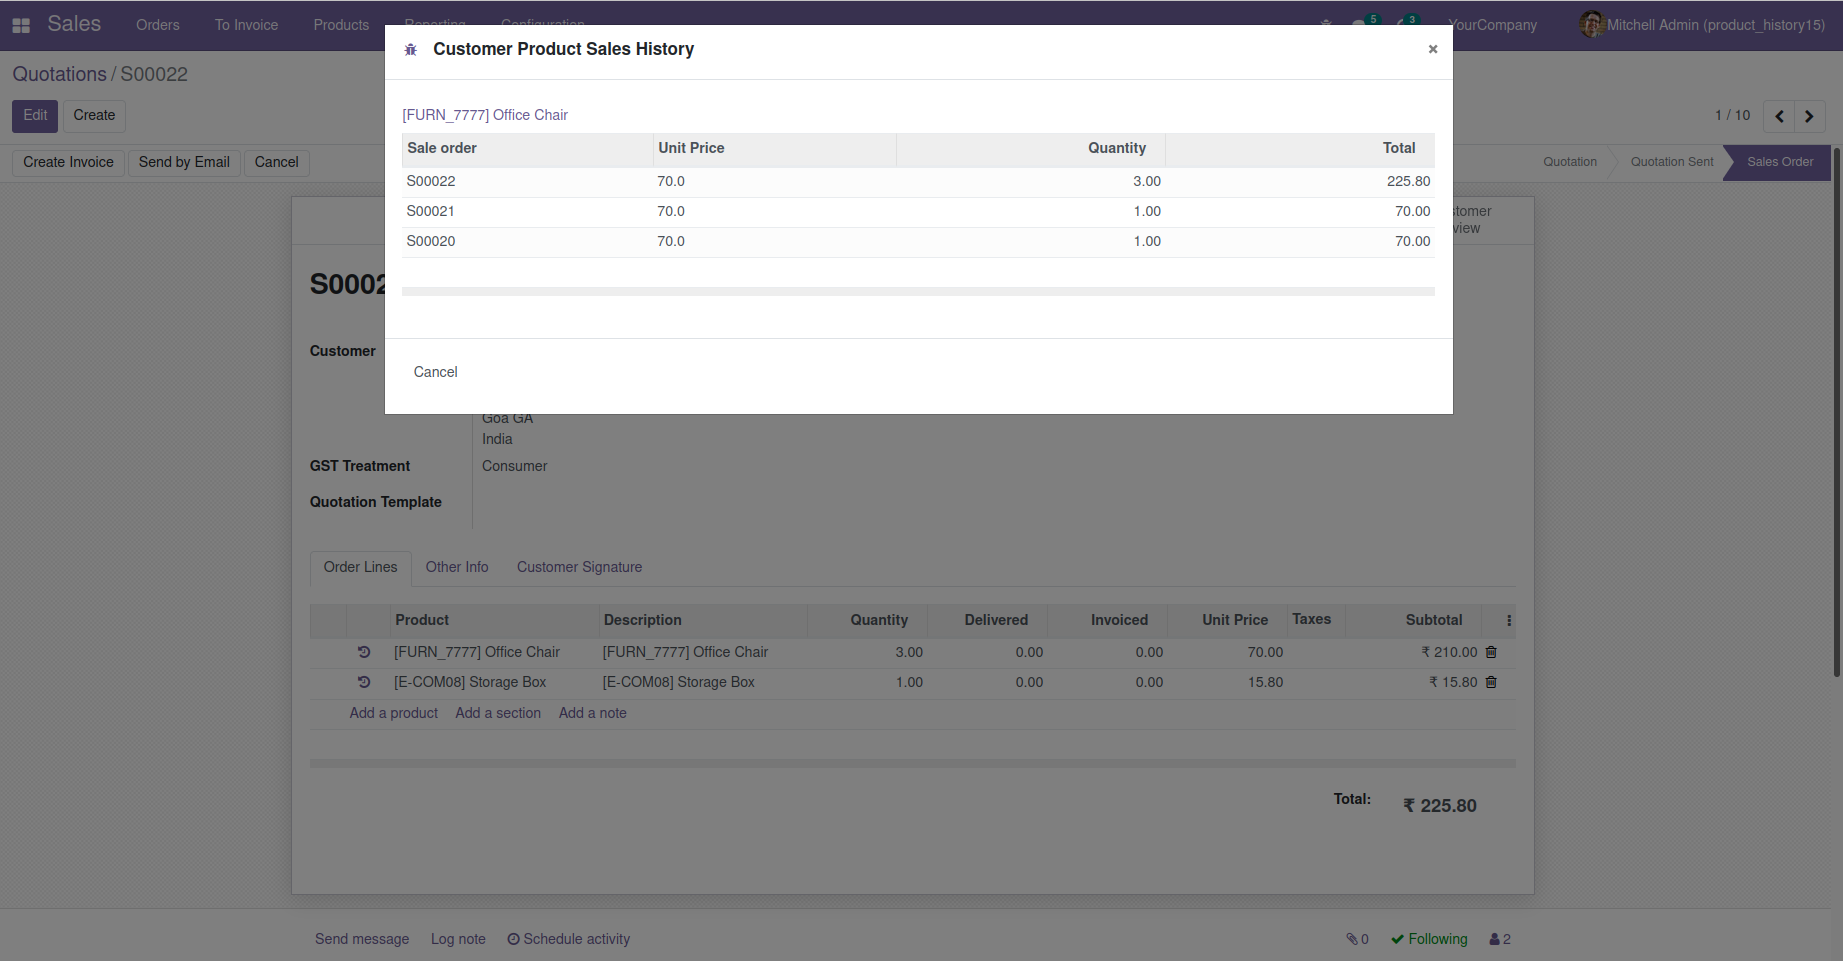 Sales Orders To Invoice Products Reporting Configuration 5 3 YourCompany Mitchell Admin (product_history15)
Customer Product Sales History ×
Quotations / S00022
Edit Create
1 / 10
[FURN_7777] Office Chair
Sale order Unit Price Quantity Total
S00022 70.0 3.00 225.80
S00021 70.0 1.00 70.00
S00020 70.0 1.00 70.00
Cancel
Create Invoice Send by Email Cancel
Quotation Quotation Sent Sales Order
tomer
view
S0002
Customer
Goa GA
India
GST Treatment Consumer
Quotation Template
Order Lines Other Info Customer Signature
Product Description Quantity Delivered Invoiced Unit Price Taxes Subtotal
[FURN_7777] Office Chair [FURN_7777] Office Chair 3.00 0.00 0.00 70.00 ₹ 210.00
[E-COM08] Storage Box [E-COM08] Storage Box 1.00 0.00 0.00 15.80 ₹ 15.80
Add a product Add a section Add a note
Total: ₹ 225.80
Send message Log note Schedule activity 0 Following 2